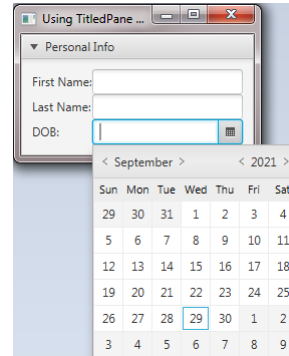 Using TitledPane ...
Personal Info
First Name:
Last Name:
DOB:
< September > < 2021 >
Sun Mon Tue Wed Thu Fri Sat
29 30 31 1 2 3 4
5 6 7 8 9 10 11
12 13 14 15 16 17 18
19 20 21 22 23 24 25
26 27 28 29 30 1 2
3 4 5 6 7 8 9